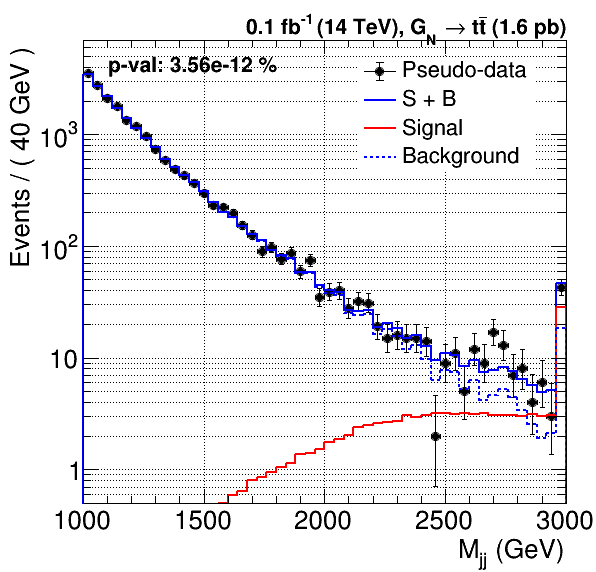 0.1 fb⁻¹ (14 TeV), G_N → tt̄ (1.6 pb)
p-val: 3.56e-12 %
Pseudo-data
S + B
Signal
Background
Events / ( 40 GeV )
10³
10²
10
1
1000 1500 2000 2500 3000
M_jj (GeV)